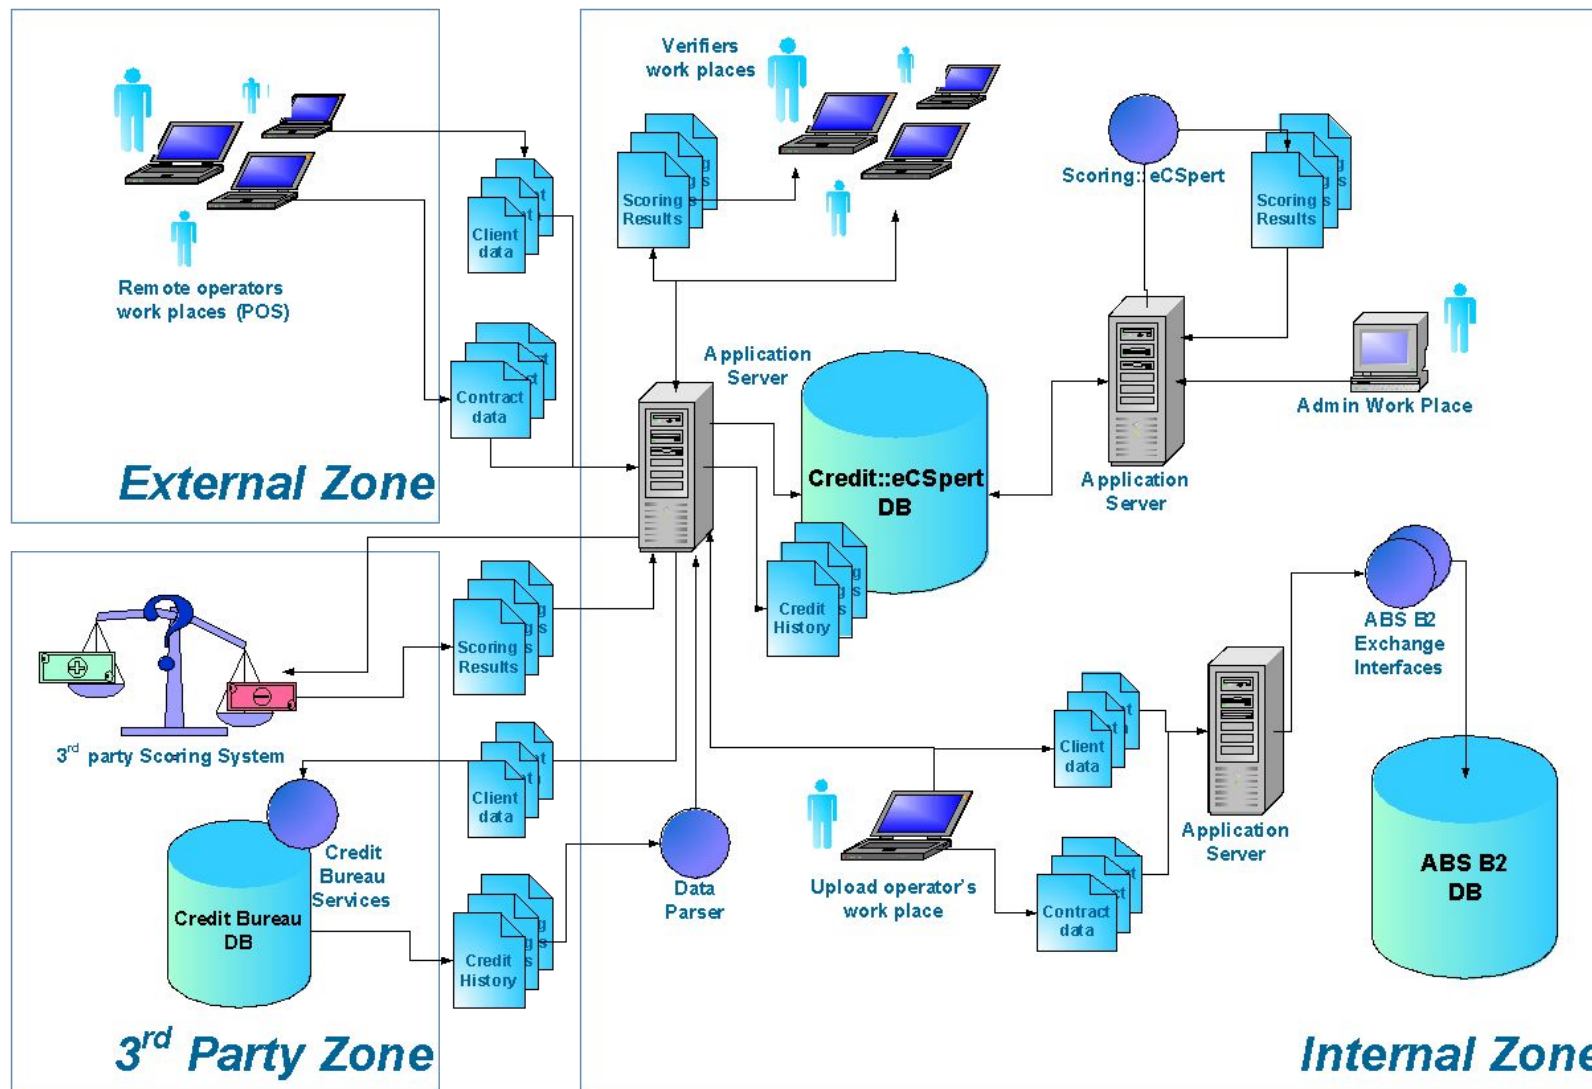 Verifiers
work places
Scoring
Results
g
g s
s
Scoring::eCSpert
Scoring
Results
g
g s
s
Client
data
t
t
Remote operators
work places (POS)
Contract
data
t
ct
Application
Server
Credit::eCSpert
DB
Application
Server
Admin Work Place
External Zone
Credit
History
g
g s
s
Scoring
Results
g
g s
s
3rd party Scoring System
ABS B2
Exchange
Interfaces
Client
data
t
t
Client
data
t
t
Application
Server
Credit
Bureau
Services
Data
Parser
Upload operator's
work place
Contract
data
t
ct
ABS B2
DB
Credit Bureau
DB
Credit
History
g
g s
s
3rd Party Zone
Internal Zone